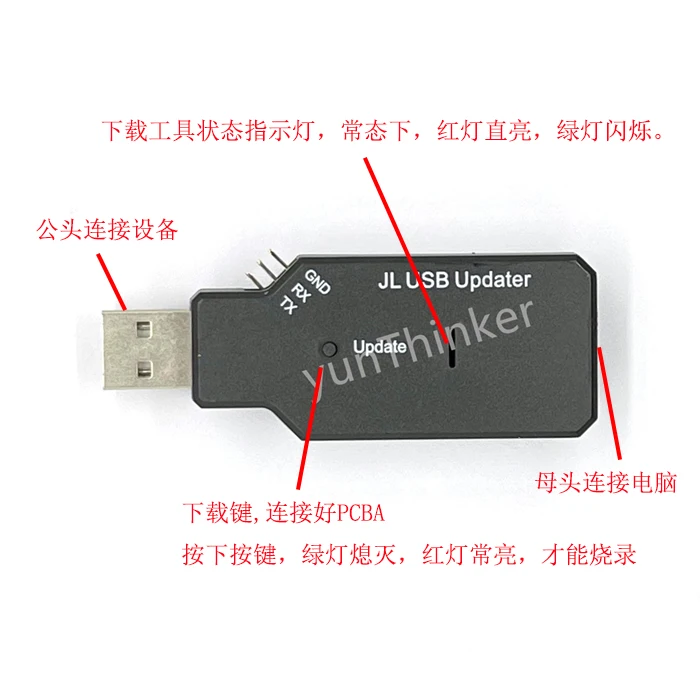 下载工具状态指示灯，常态下，红灯直亮，绿灯闪烁。
公头连接设备
GND
RX
TX
JL USB Updater
Update
yunThinker
母头连接电脑
下载键,连接好PCBA
按下按键，绿灯熄灭，红灯常亮，才能烧录